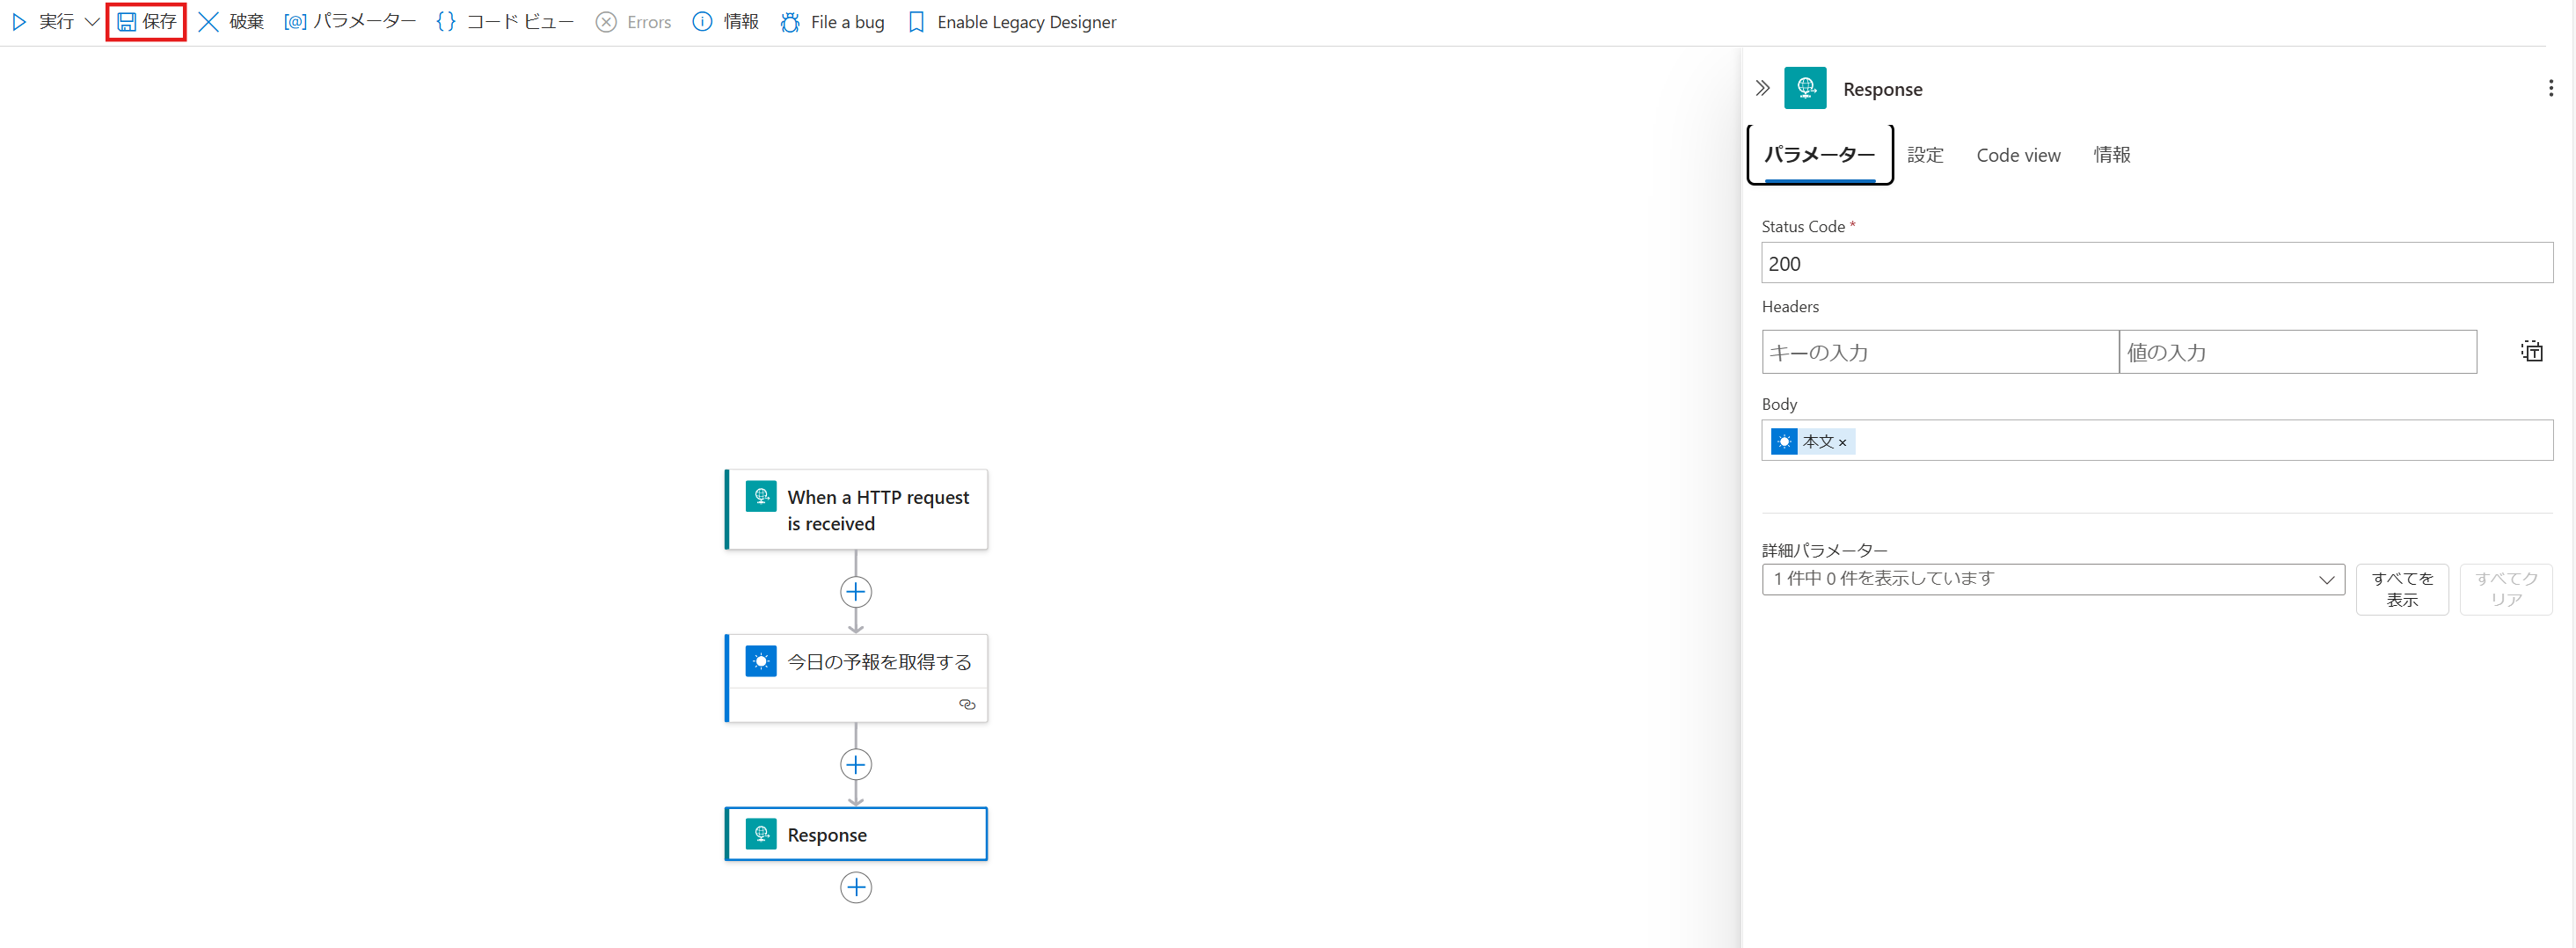 実行 保存 破棄 [@] パラメーター {} コード ビュー Errors 情報 File a bug Enable Legacy Designer
Response
パラメーター 設定 Code view 情報
Status Code *
200
Headers
キーの入力 値の入力
Body
本文 ×
詳細パラメーター
1 件中 0 件を表示しています
すべてを
表示
すべてク
リア
When a HTTP request
is received
今日の予報を取得する
Response